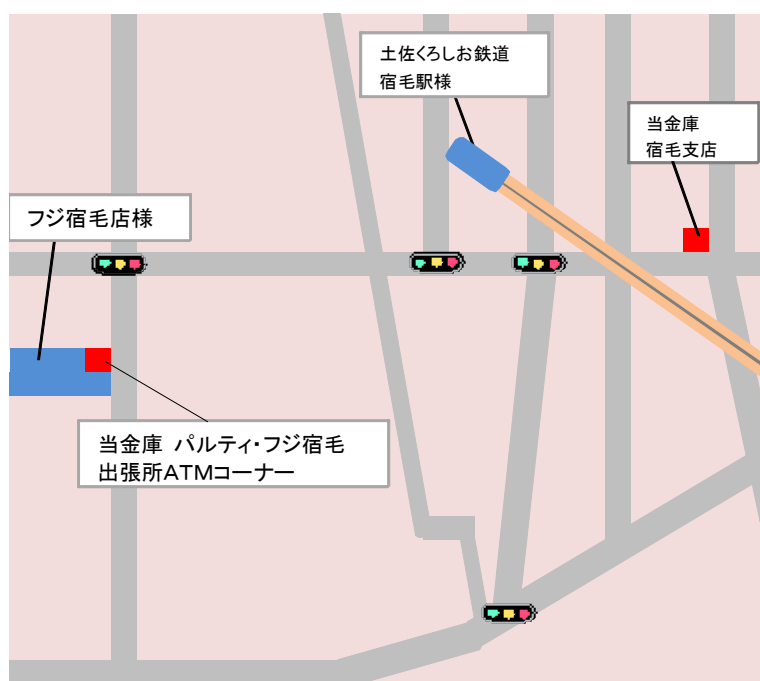 土佐くろしお鉄道
宿毛駅様
当金庫
宿毛支店
フジ宿毛店様
当金庫 パルティ・フジ宿毛
出張所ATMコーナー